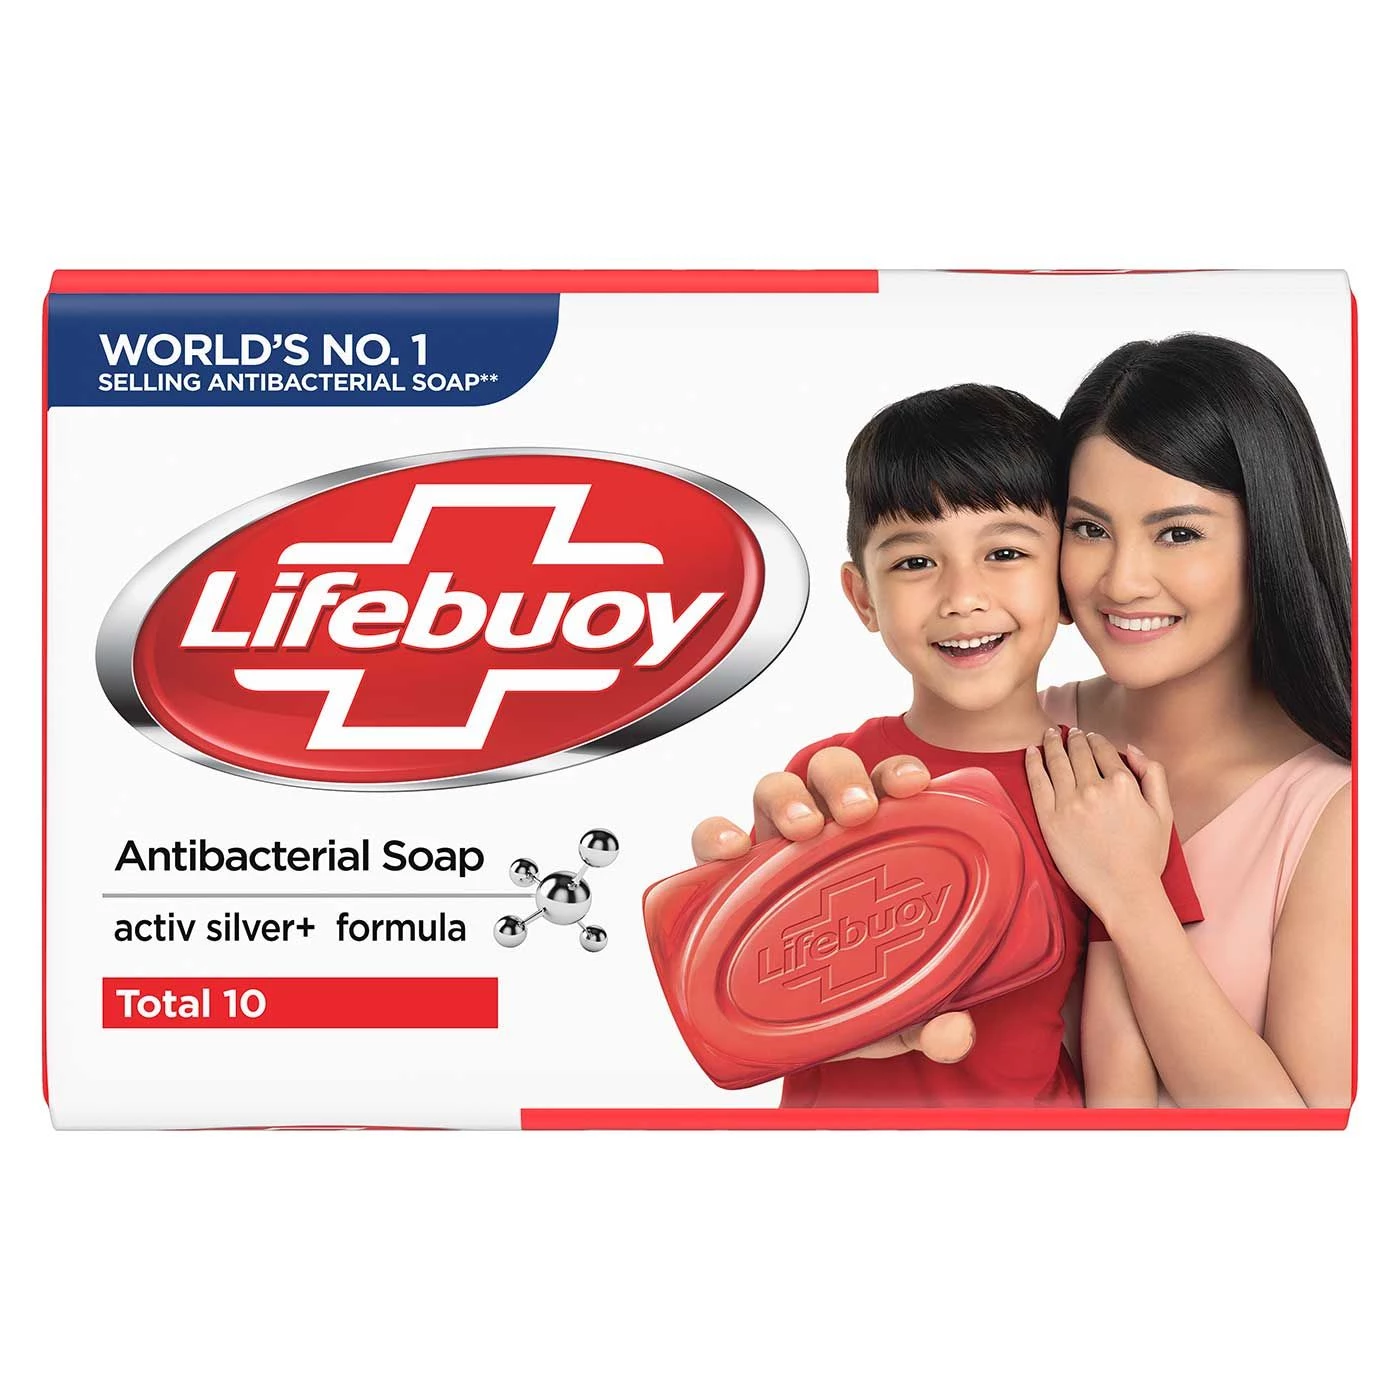 WORLD'S NO. 1
SELLING ANTIBACTERIAL SOAP**
Lifebuoy
Antibacterial Soap
activ silver+ formula
Total 10
Lifebuoy